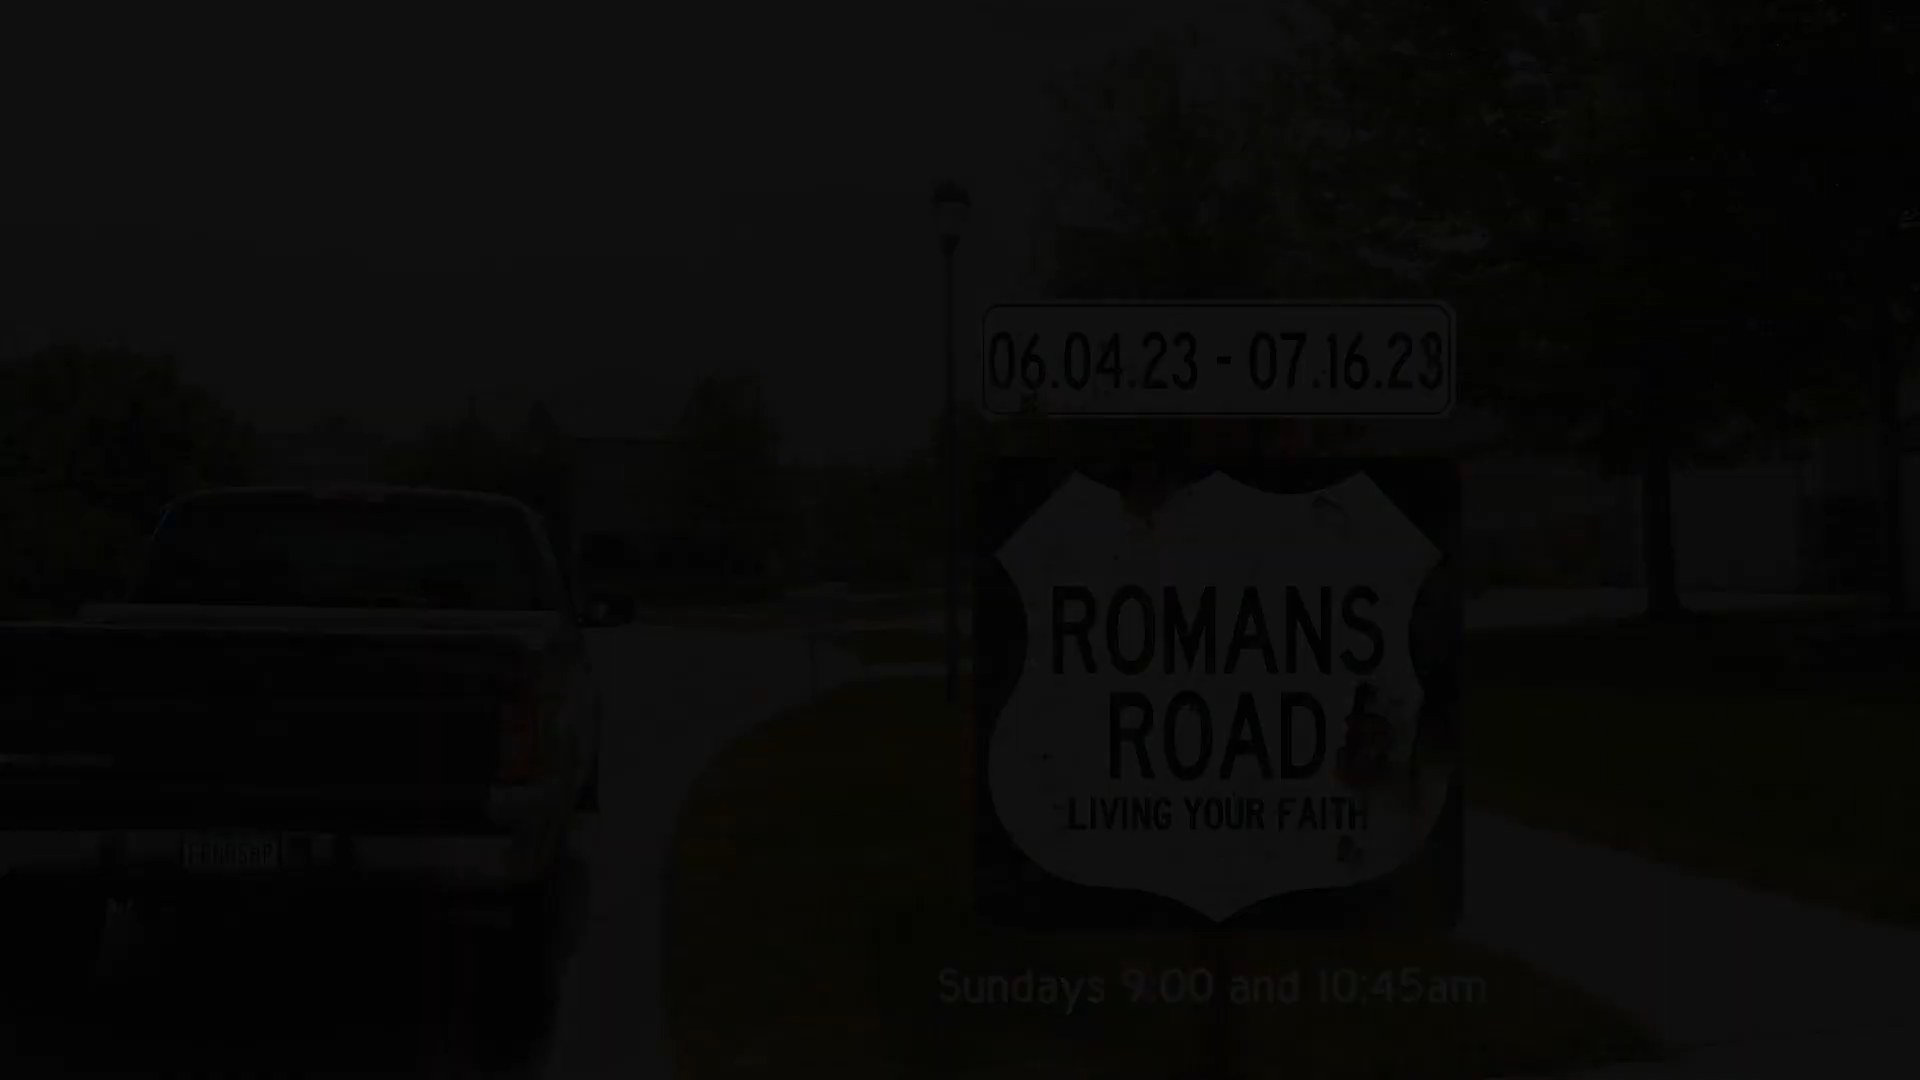 06.04.23 - 07.16.23
ROMANS
ROAD
LIVING YOUR FAITH
Sundays 9:00 and 10:45am